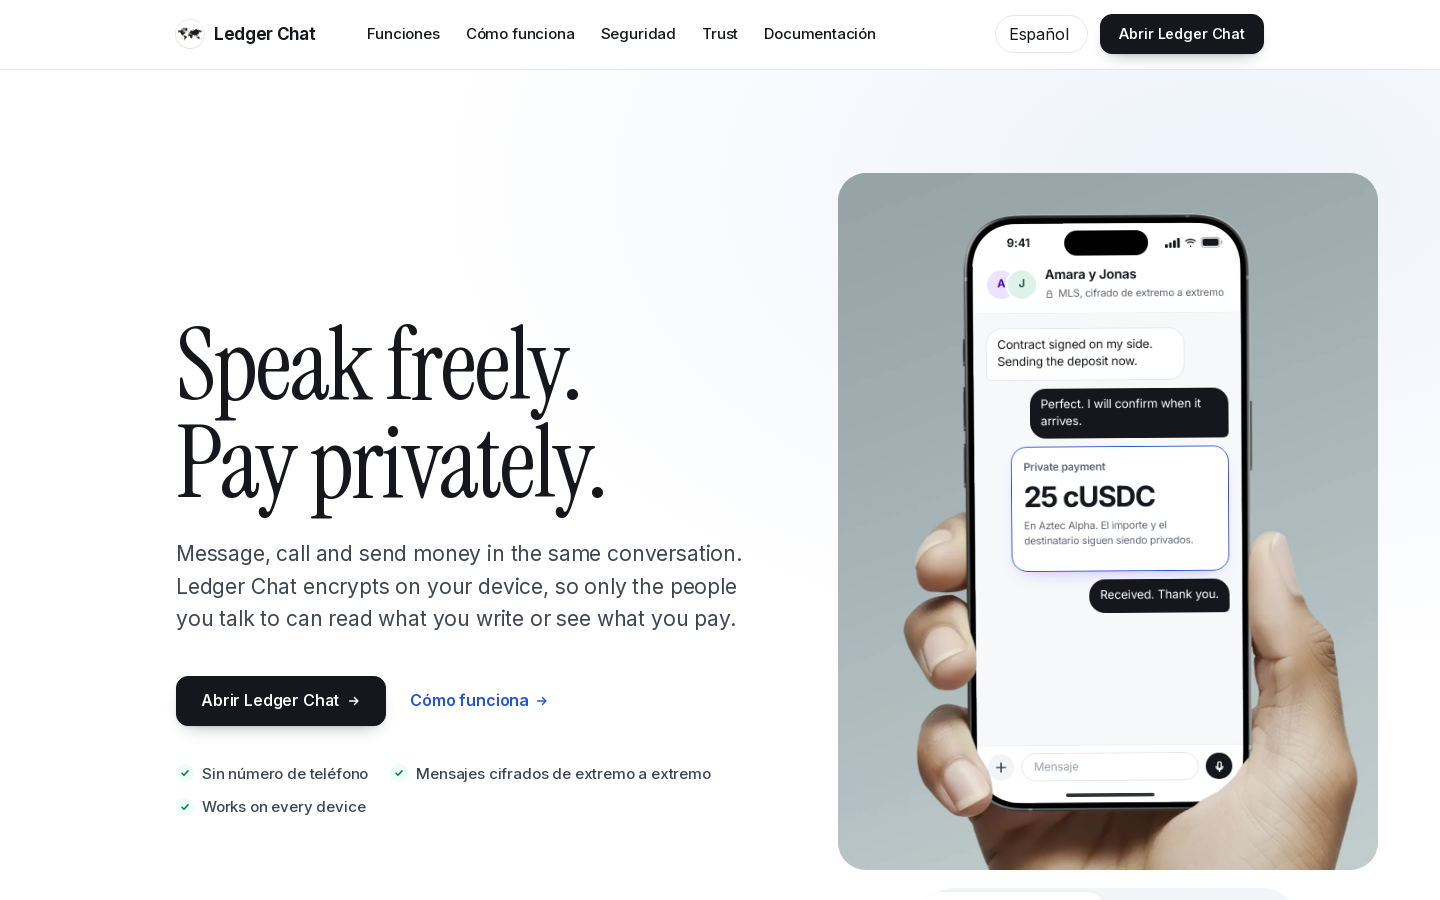 Ledger Chat
Funciones
Cómo funciona
Seguridad
Trust
Documentación
Español
Abrir Ledger Chat
Speak freely.
Pay privately.
Message, call and send money in the same conversation.
Ledger Chat encrypts on your device, so only the people
you talk to can read what you write or see what you pay.
Abrir Ledger Chat →
Cómo funciona →
Sin número de teléfono
Mensajes cifrados de extremo a extremo
Works on every device
9:41
A
J
Amara y Jonas
MLS, cifrado de extremo a extremo
Contract signed on my side.
Sending the deposit now.
Perfect. I will confirm when it
arrives.
Private payment
25 cUSDC
En Aztec Alpha. El importe y el
destinatario siguen siendo privados.
Received. Thank you.
Mensaje